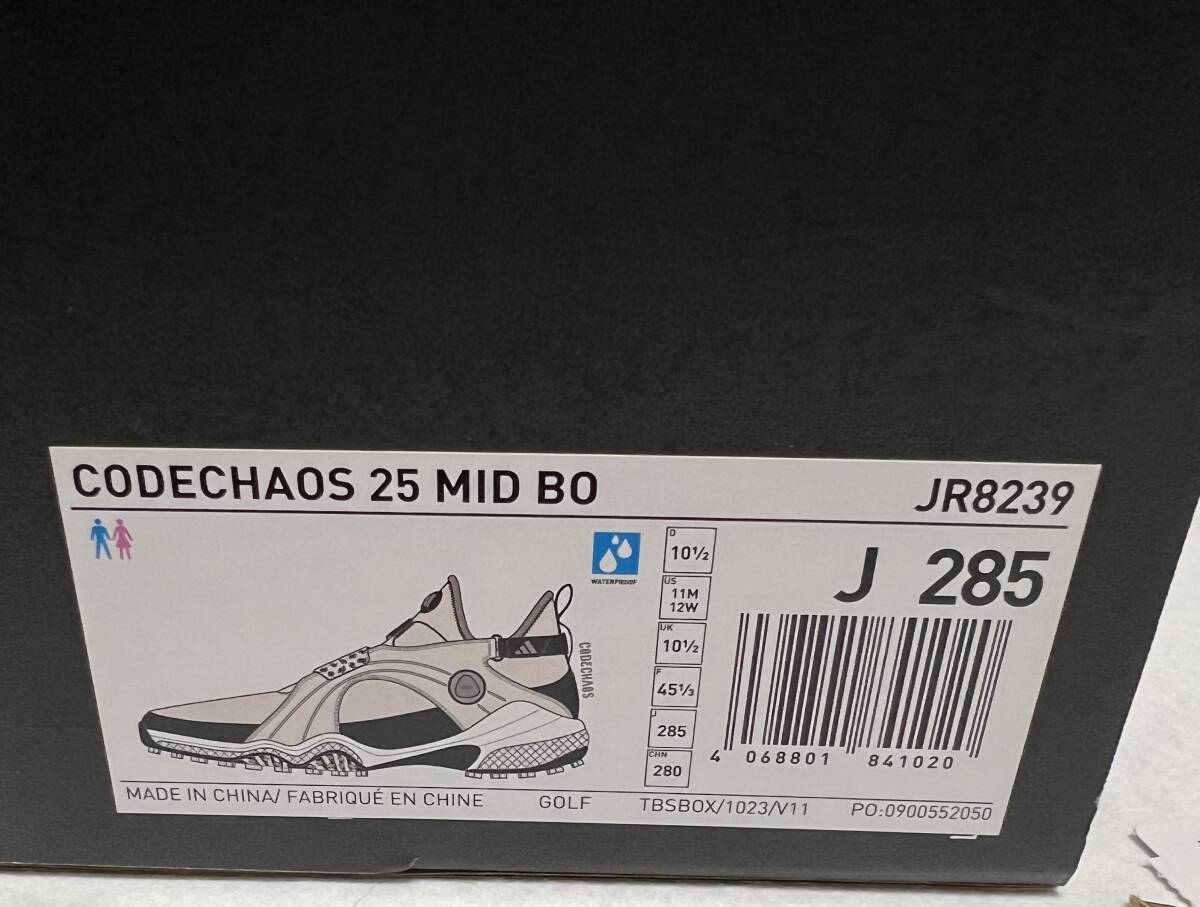 CODECHAOS 25 MID BO
JR8239
WATERPROOF
CODECHAOS
D
10½
US
11M
12W
UK
10½
F
45⅓
J
285
CHN
280
J 285
4 068801 841020
MADE IN CHINA/ FABRIQUÉ EN CHINE
GOLF
TBSBOX/1023/V11
PO:0900552050